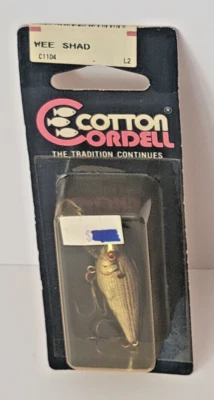 WEE SHAD
C1104 L2
COTTON
CORDELL
THE TRADITION CONTINUES